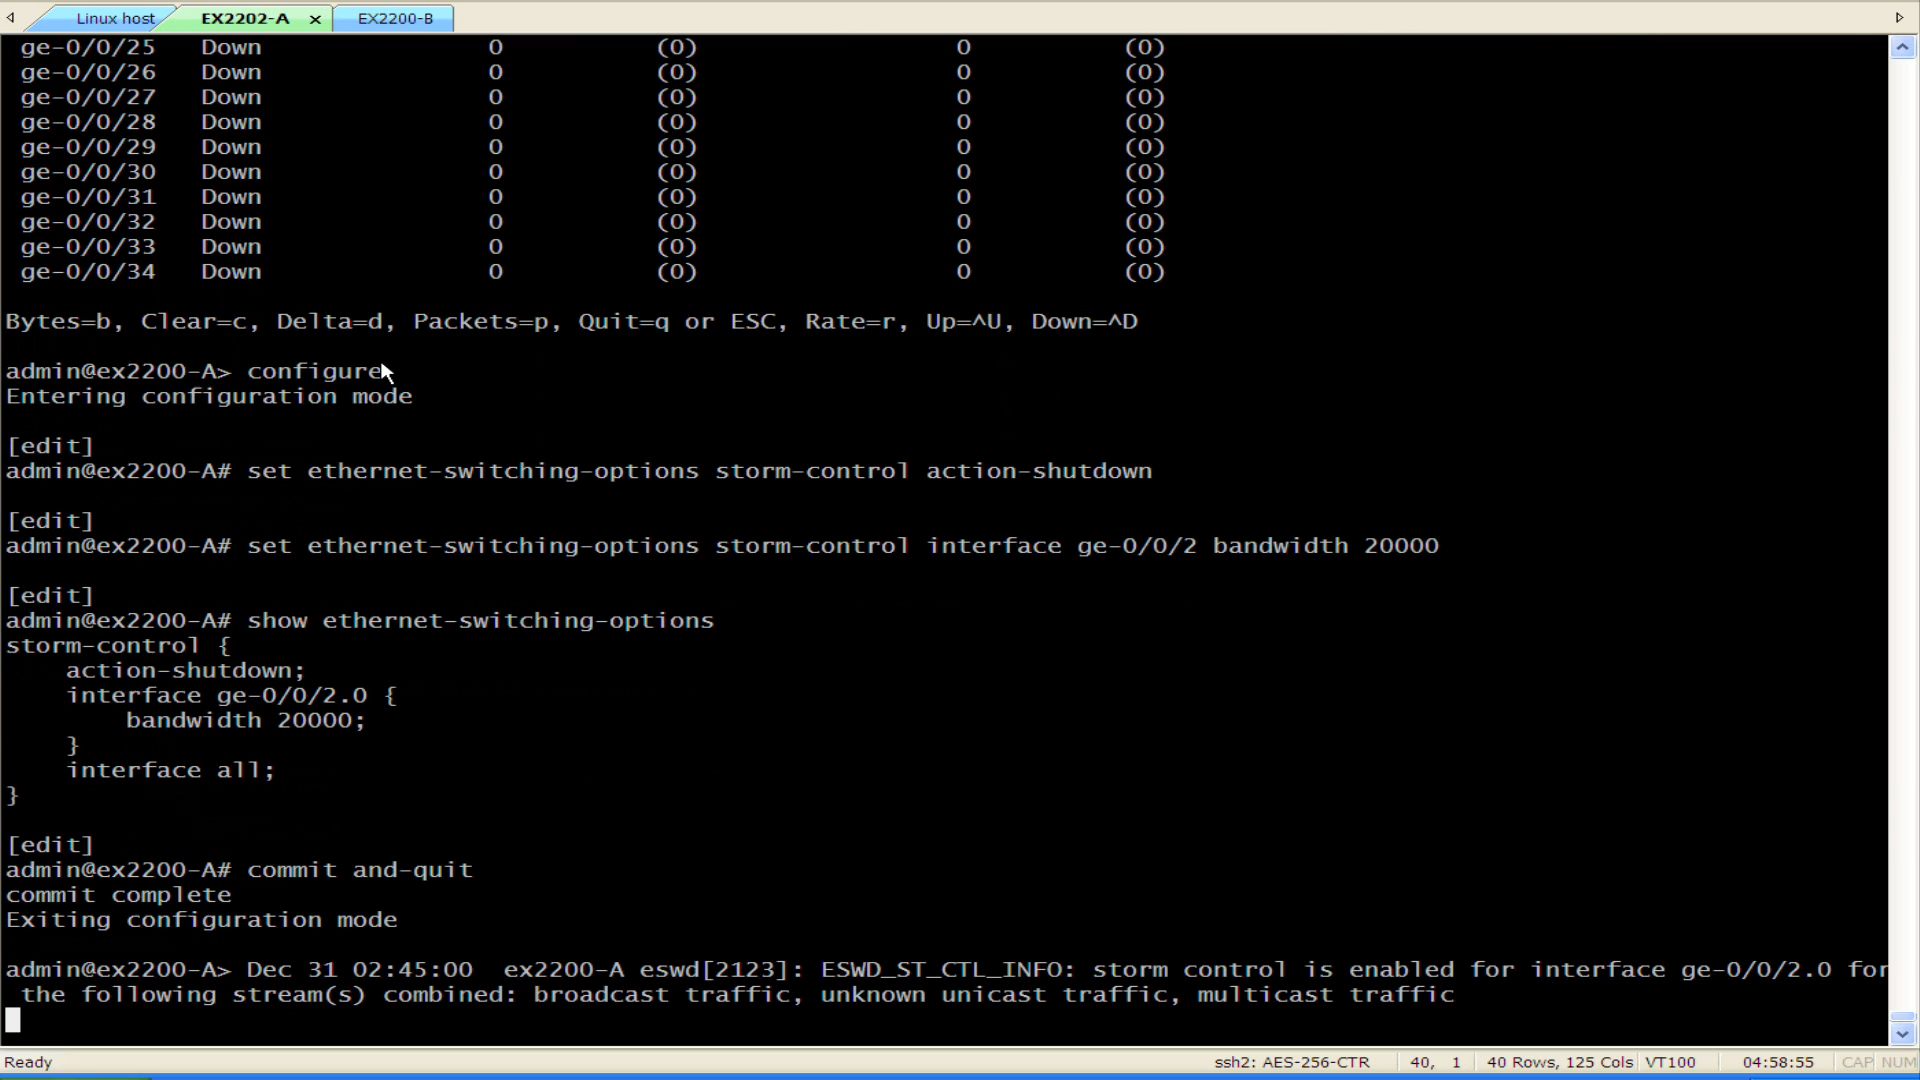 Linux host EX2202-A × EX2200-B
ge-0/0/25 Down 0 (0) 0 (0)
ge-0/0/26 Down 0 (0) 0 (0)
ge-0/0/27 Down 0 (0) 0 (0)
ge-0/0/28 Down 0 (0) 0 (0)
ge-0/0/29 Down 0 (0) 0 (0)
ge-0/0/30 Down 0 (0) 0 (0)
ge-0/0/31 Down 0 (0) 0 (0)
ge-0/0/32 Down 0 (0) 0 (0)
ge-0/0/33 Down 0 (0) 0 (0)
ge-0/0/34 Down 0 (0) 0 (0)
Bytes=b, Clear=c, Delta=d, Packets=p, Quit=q or ESC, Rate=r, Up=^U, Down=^D
admin@ex2200-A> configure
Entering configuration mode
[edit]
admin@ex2200-A# set ethernet-switching-options storm-control action-shutdown
[edit]
admin@ex2200-A# set ethernet-switching-options storm-control interface ge-0/0/2 bandwidth 20000
[edit]
admin@ex2200-A# show ethernet-switching-options
storm-control {
    action-shutdown;
    interface ge-0/0/2.0 {
        bandwidth 20000;
    }
    interface all;
}
[edit]
admin@ex2200-A# commit and-quit
commit complete
Exiting configuration mode
admin@ex2200-A> Dec 31 02:45:00  ex2200-A eswd[2123]: ESWD_ST_CTL_INFO: storm control is enabled for interface ge-0/0/2.0 for
 the following stream(s) combined: broadcast traffic, unknown unicast traffic, multicast traffic
Ready ssh2: AES-256-CTR 40, 1 40 Rows, 125 Cols VT100 04:58:55 CAP NUM